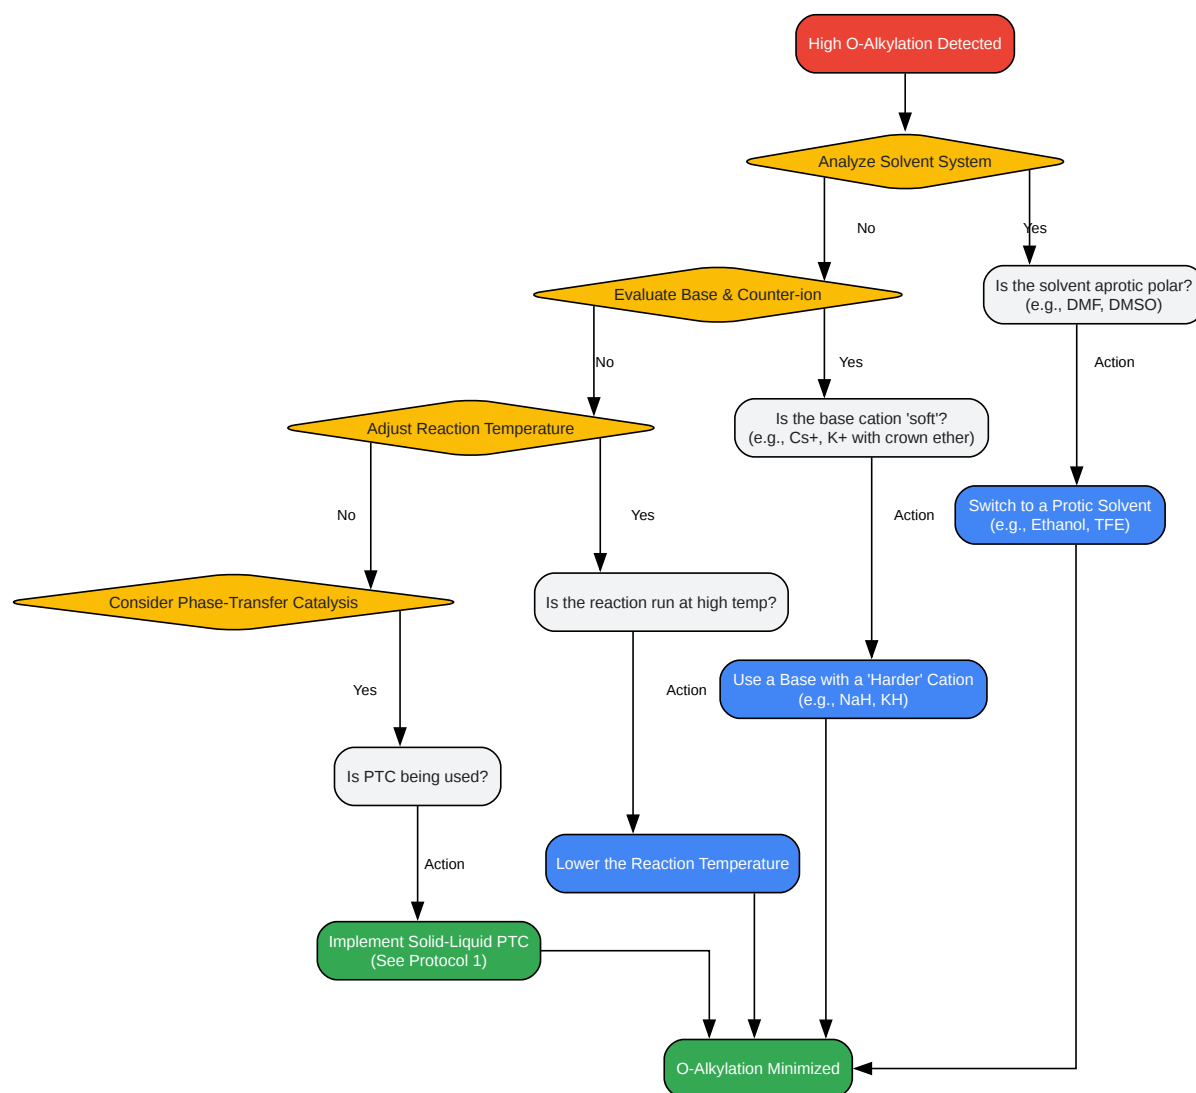 High O-Alkylation Detected
Analyze Solvent System
No
Yes
Evaluate Base & Counter-ion
Is the solvent aprotic polar?
(e.g., DMF, DMSO)
No
Yes
Action
Adjust Reaction Temperature
Is the base cation 'soft'?
(e.g., Cs+, K+ with crown ether)
No
Yes
Action
Switch to a Protic Solvent
(e.g., Ethanol, TFE)
Consider Phase-Transfer Catalysis
Is the reaction run at high temp?
Yes
Action
Use a Base with a 'Harder' Cation
(e.g., NaH, KH)
Is PTC being used?
Action
Lower the Reaction Temperature
Implement Solid-Liquid PTC
(See Protocol 1)
O-Alkylation Minimized